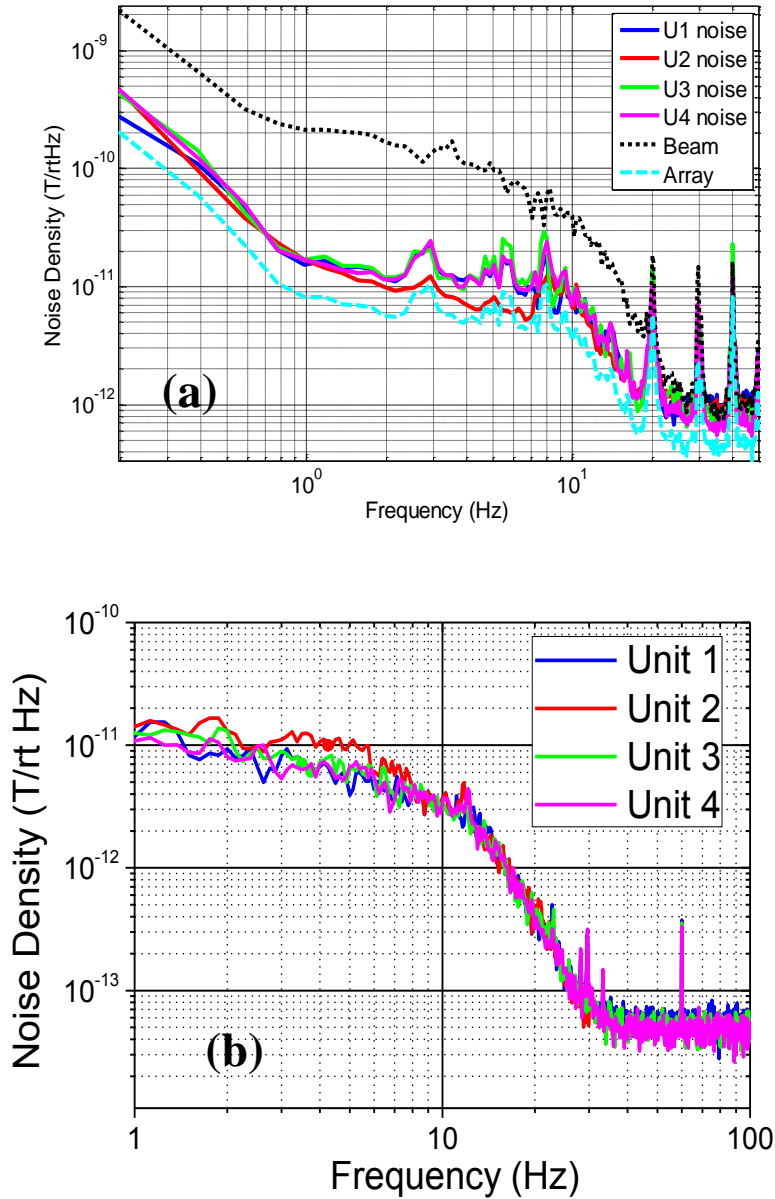 10^-9
10^-10
10^-11
10^-12
Noise Density (T/rtHz)
U1 noise
U2 noise
U3 noise
U4 noise
Beam
Array
(a)
10^0
10^1
Frequency (Hz)
10^-10
10^-11
10^-12
10^-13
Noise Density (T/rt Hz)
Unit 1
Unit 2
Unit 3
Unit 4
(b)
1
10
100
Frequency (Hz)